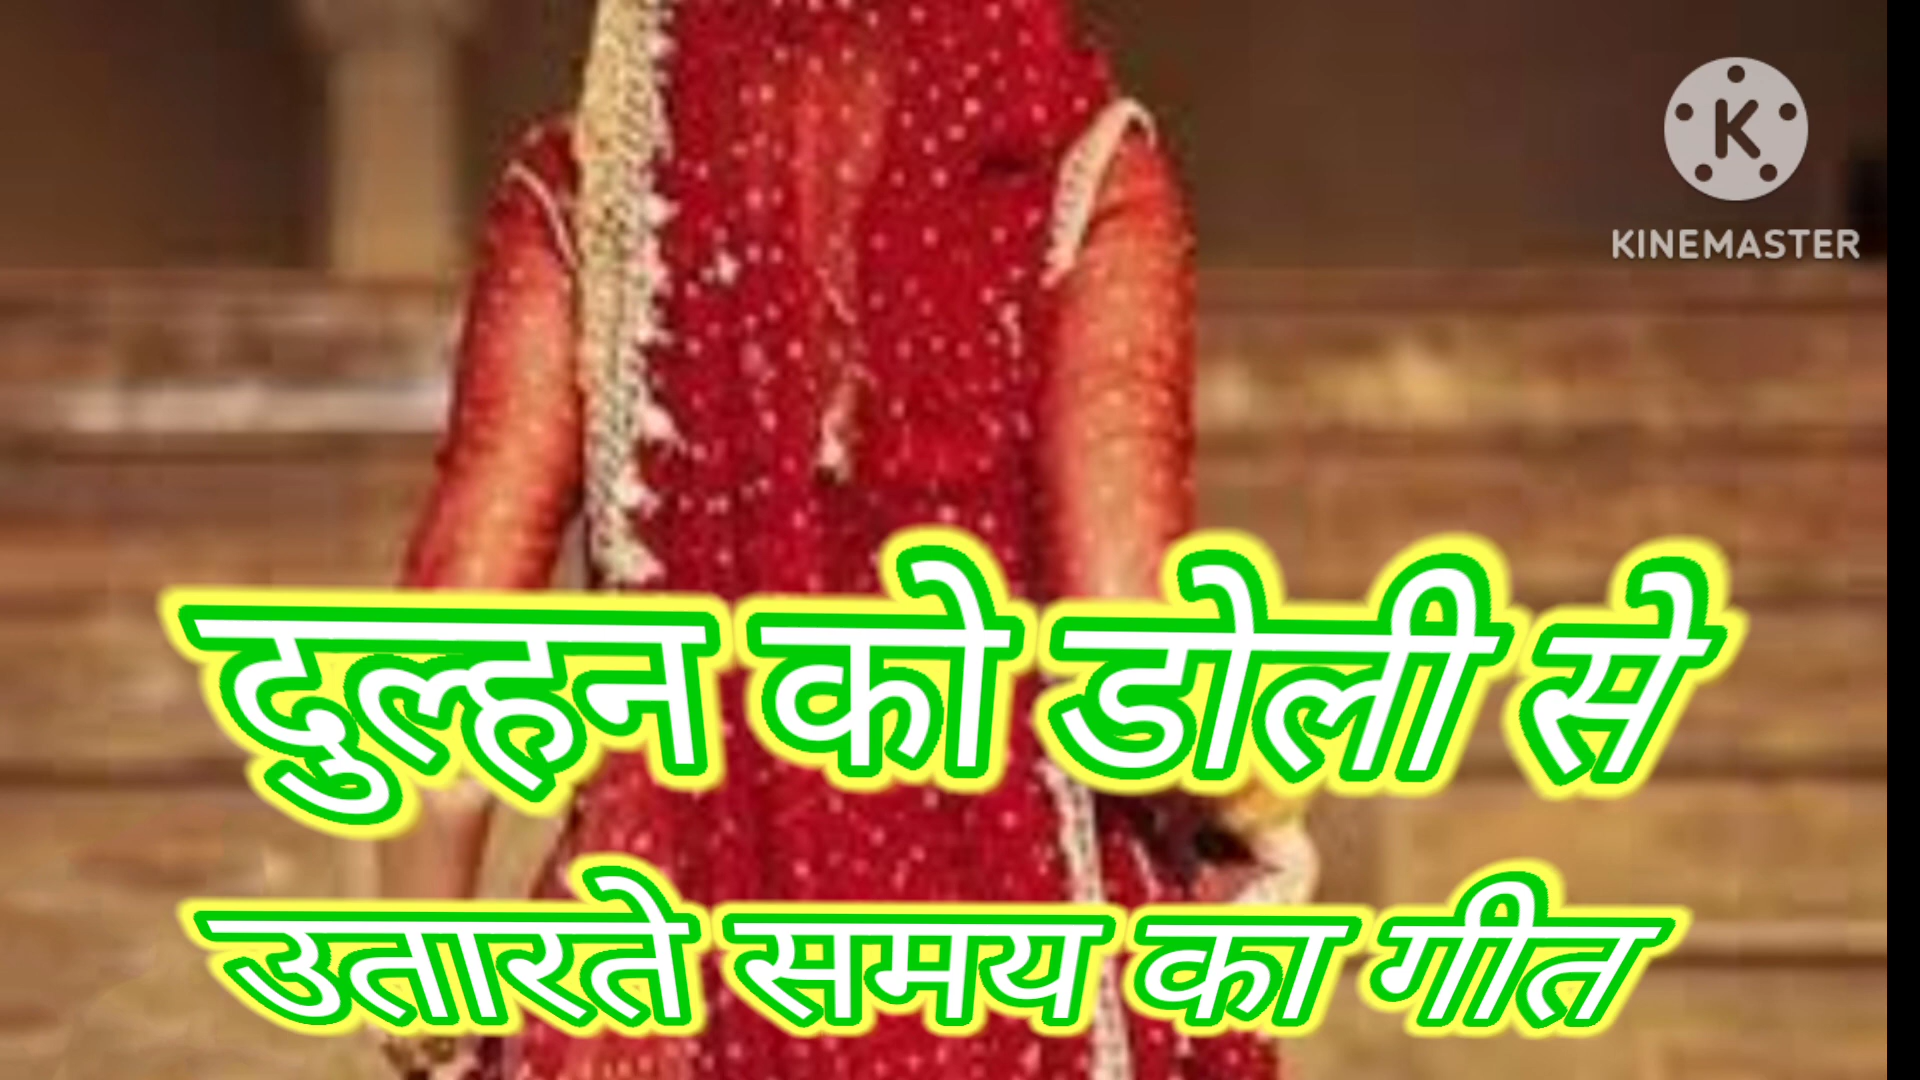 K
KINEMASTER
दुल्हन को डोली से
उतारते समय का गीत